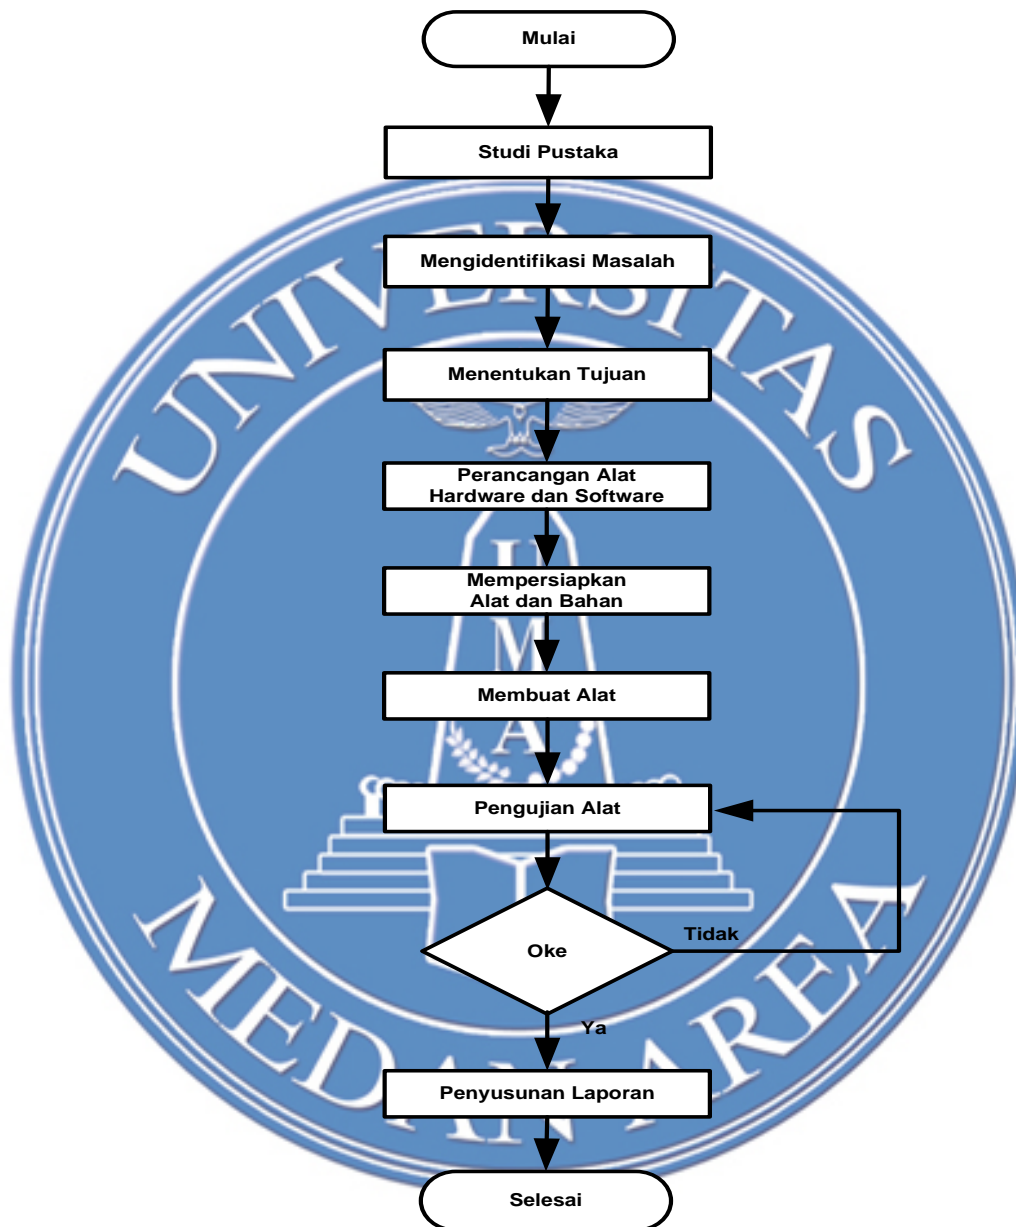 Mulai
Studi Pustaka
UNIVERSITAS
Mengidentifikasi Masalah
Menentukan Tujuan
Perancangan Alat
Hardware dan Software
U
Mempersiapkan
Alat dan Bahan
M
Membuat Alat
A
Pengujian Alat
Tidak
Oke
Ya
MEDAN AREA
Penyusunan Laporan
Selesai